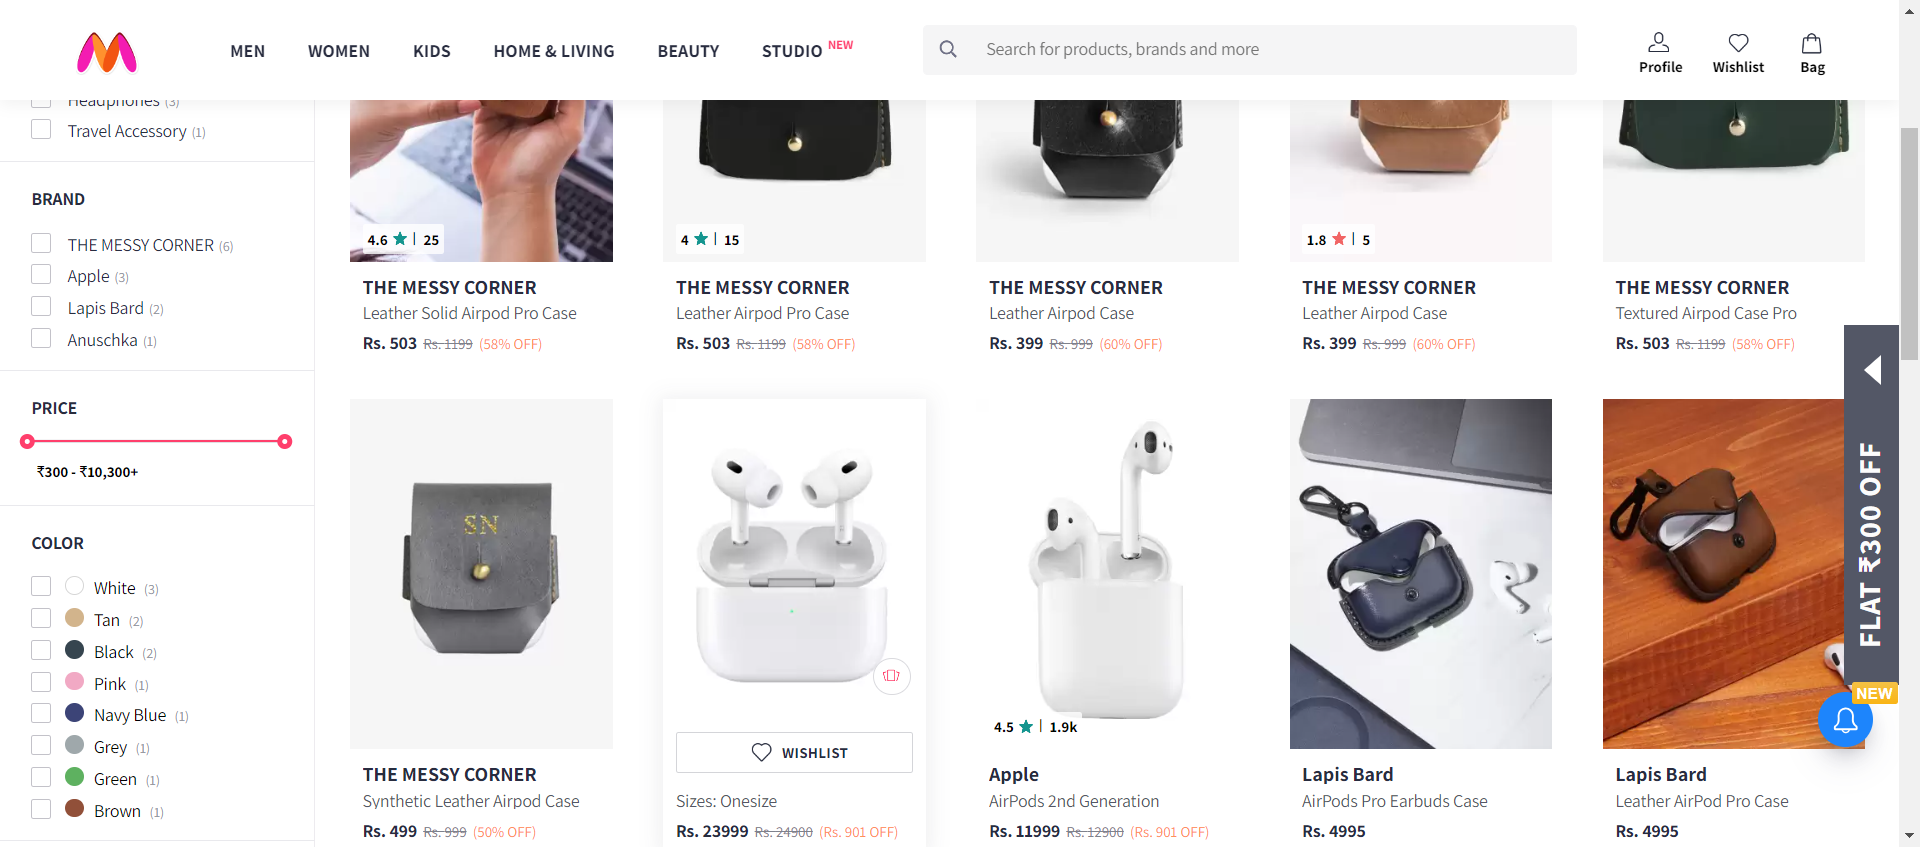 MEN WOMEN KIDS HOME & LIVING BEAUTY STUDIO NEW
Search for products, brands and more
Profile Wishlist Bag
Headphones (3)
Travel Accessory (1)
BRAND
THE MESSY CORNER (6)
Apple (3)
Lapis Bard (2)
Anuschka (1)
PRICE
₹300 - ₹10,300+
COLOR
White (3)
Tan (2)
Black (2)
Pink (1)
Navy Blue (1)
Grey (1)
Green (1)
Brown (1)
4.6 | 25
THE MESSY CORNER
Leather Solid Airpod Pro Case
Rs. 503 Rs. 1199 (58% OFF)
4 | 15
THE MESSY CORNER
Leather Airpod Pro Case
Rs. 503 Rs. 1199 (58% OFF)
THE MESSY CORNER
Leather Airpod Case
Rs. 399 Rs. 999 (60% OFF)
1.8 | 5
THE MESSY CORNER
Leather Airpod Case
Rs. 399 Rs. 999 (60% OFF)
THE MESSY CORNER
Textured Airpod Case Pro
Rs. 503 Rs. 1199 (58% OFF)
SN
THE MESSY CORNER
Synthetic Leather Airpod Case
Rs. 499 Rs. 999 (50% OFF)
WISHLIST
Sizes: Onesize
Rs. 23999 Rs. 24900 (Rs. 901 OFF)
4.5 | 1.9k
Apple
AirPods 2nd Generation
Rs. 11999 Rs. 12900 (Rs. 901 OFF)
Lapis Bard
AirPods Pro Earbuds Case
Rs. 4995
Lapis Bard
Leather AirPod Pro Case
Rs. 4995
FLAT ₹300 OFF
NEW